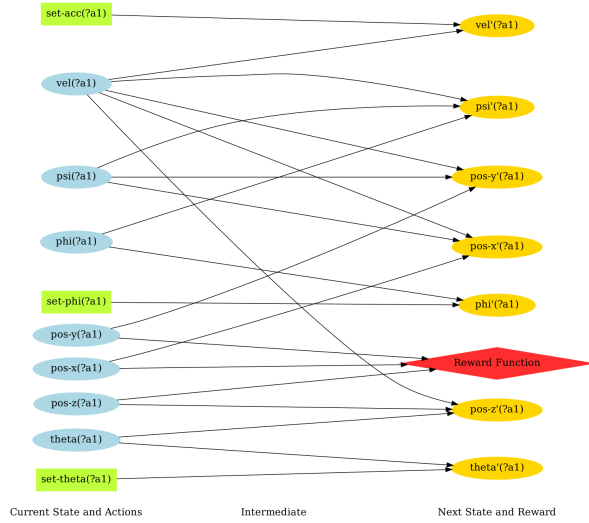 set-acc(?a1)
vel'(?a1)
vel(?a1)
psi'(?a1)
psi(?a1)
pos-y'(?a1)
phi(?a1)
pos-x'(?a1)
set-phi(?a1)
phi'(?a1)
pos-y(?a1)
pos-x(?a1)
Reward Function
pos-z(?a1)
pos-z'(?a1)
theta(?a1)
theta'(?a1)
set-theta(?a1)
Current State and Actions
Intermediate
Next State and Reward